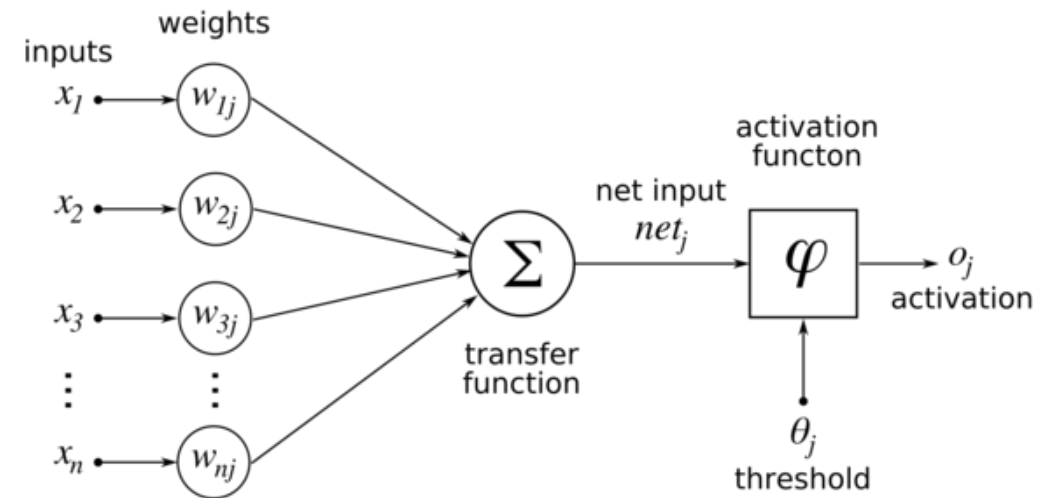 weights
inputs
x₁ w₁ⱼ
x₂ w₂ⱼ
x₃ w₃ⱼ
⋮ ⋮
xₙ wₙⱼ
Σ
transfer
function
net input
netⱼ
activation
functon
φ
oⱼ
activation
θⱼ
threshold